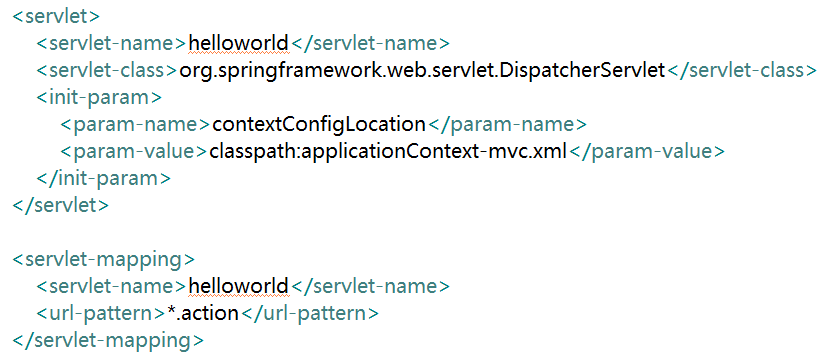 <servlet>
<servlet-name>helloworld</servlet-name>
<servlet-class>org.springframework.web.servlet.DispatcherServlet</servlet-class>
<init-param>
<param-name>contextConfigLocation</param-name>
<param-value>classpath:applicationContext-mvc.xml</param-value>
</init-param>
</servlet>
<servlet-mapping>
<servlet-name>helloworld</servlet-name>
<url-pattern>*.action</url-pattern>
</servlet-mapping>